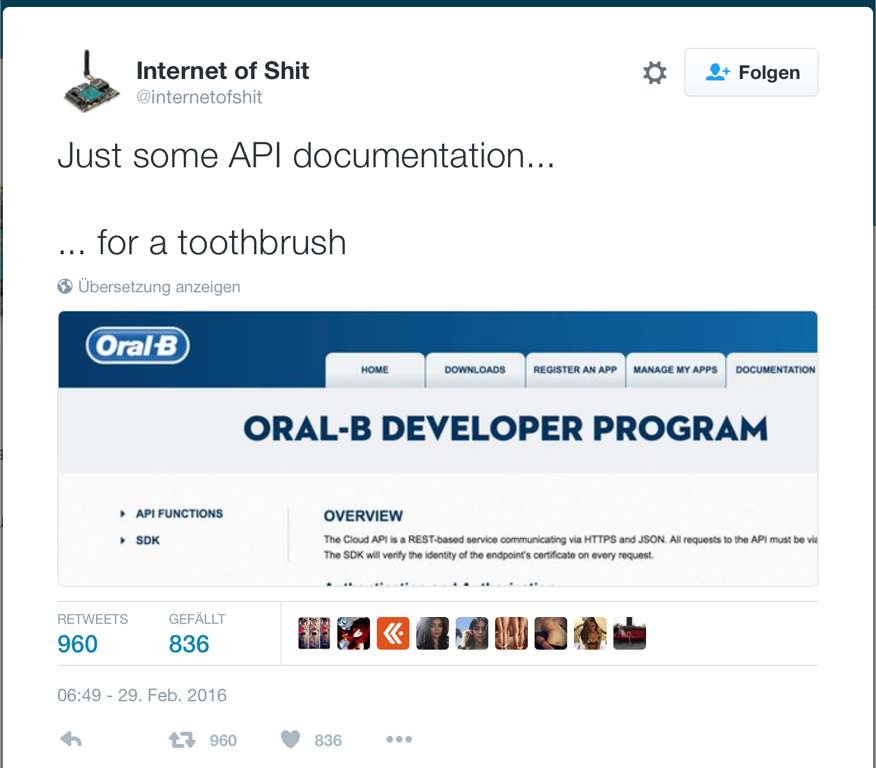 Internet of Shit
@internetofshit
Folgen
Just some API documentation...
... for a toothbrush
Übersetzung anzeigen
Oral-B
HOME
DOWNLOADS
REGISTER AN APP
MANAGE MY APPS
DOCUMENTATION
ORAL-B DEVELOPER PROGRAM
API FUNCTIONS
SDK
OVERVIEW
The Cloud API is a REST-based service communicating via HTTPS and JSON. All requests to the API must be via
The SDK will verify the identity of the endpoint's certificate on every request.
RETWEETS
960
GEFÄLLT
836
06:49 - 29. Feb. 2016
960
836